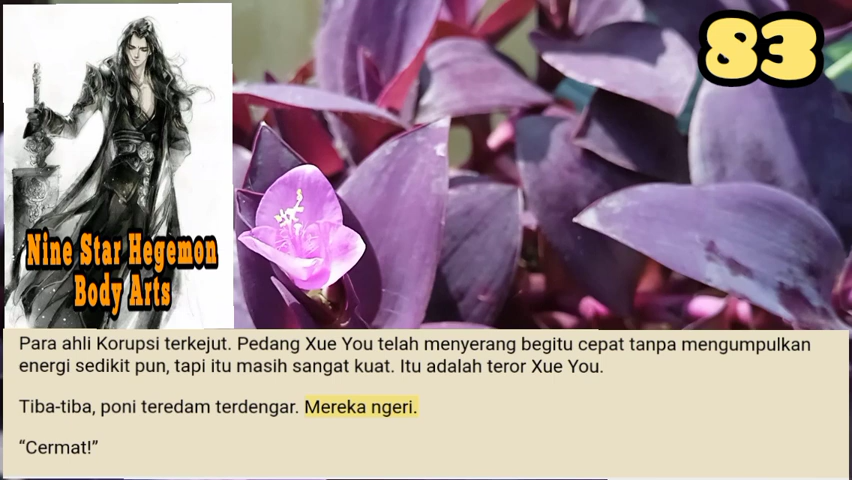 83
Nine Star Hegemon
Body Arts
Para ahli Korupsi terkejut. Pedang Xue You telah menyerang begitu cepat tanpa mengumpulkan
energi sedikit pun, tapi itu masih sangat kuat. Itu adalah teror Xue You.
Tiba-tiba, poni teredam terdengar. Mereka ngeri.
“Cermat!”